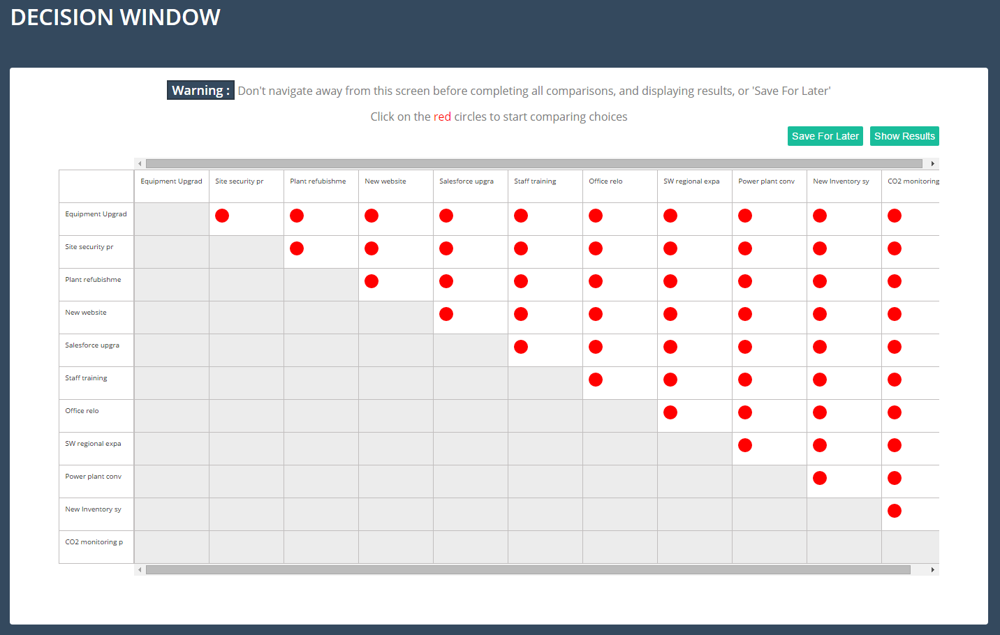 DECISION WINDOW
Warning : Don't navigate away from this screen before completing all comparisons, and displaying results, or 'Save For Later'
Click on the red circles to start comparing choices
Save For Later Show Results
Equipment Upgrad Site security pr Plant refubishme New website Salesforce upgra Staff training Office relo SW regional expa Power plant conv New Inventory sy CO2 monitoring
Equipment Upgrad
Site security pr
Plant refubishme
New website
Salesforce upgra
Staff training
Office relo
SW regional expa
Power plant conv
New Inventory sy
CO2 monitoring p